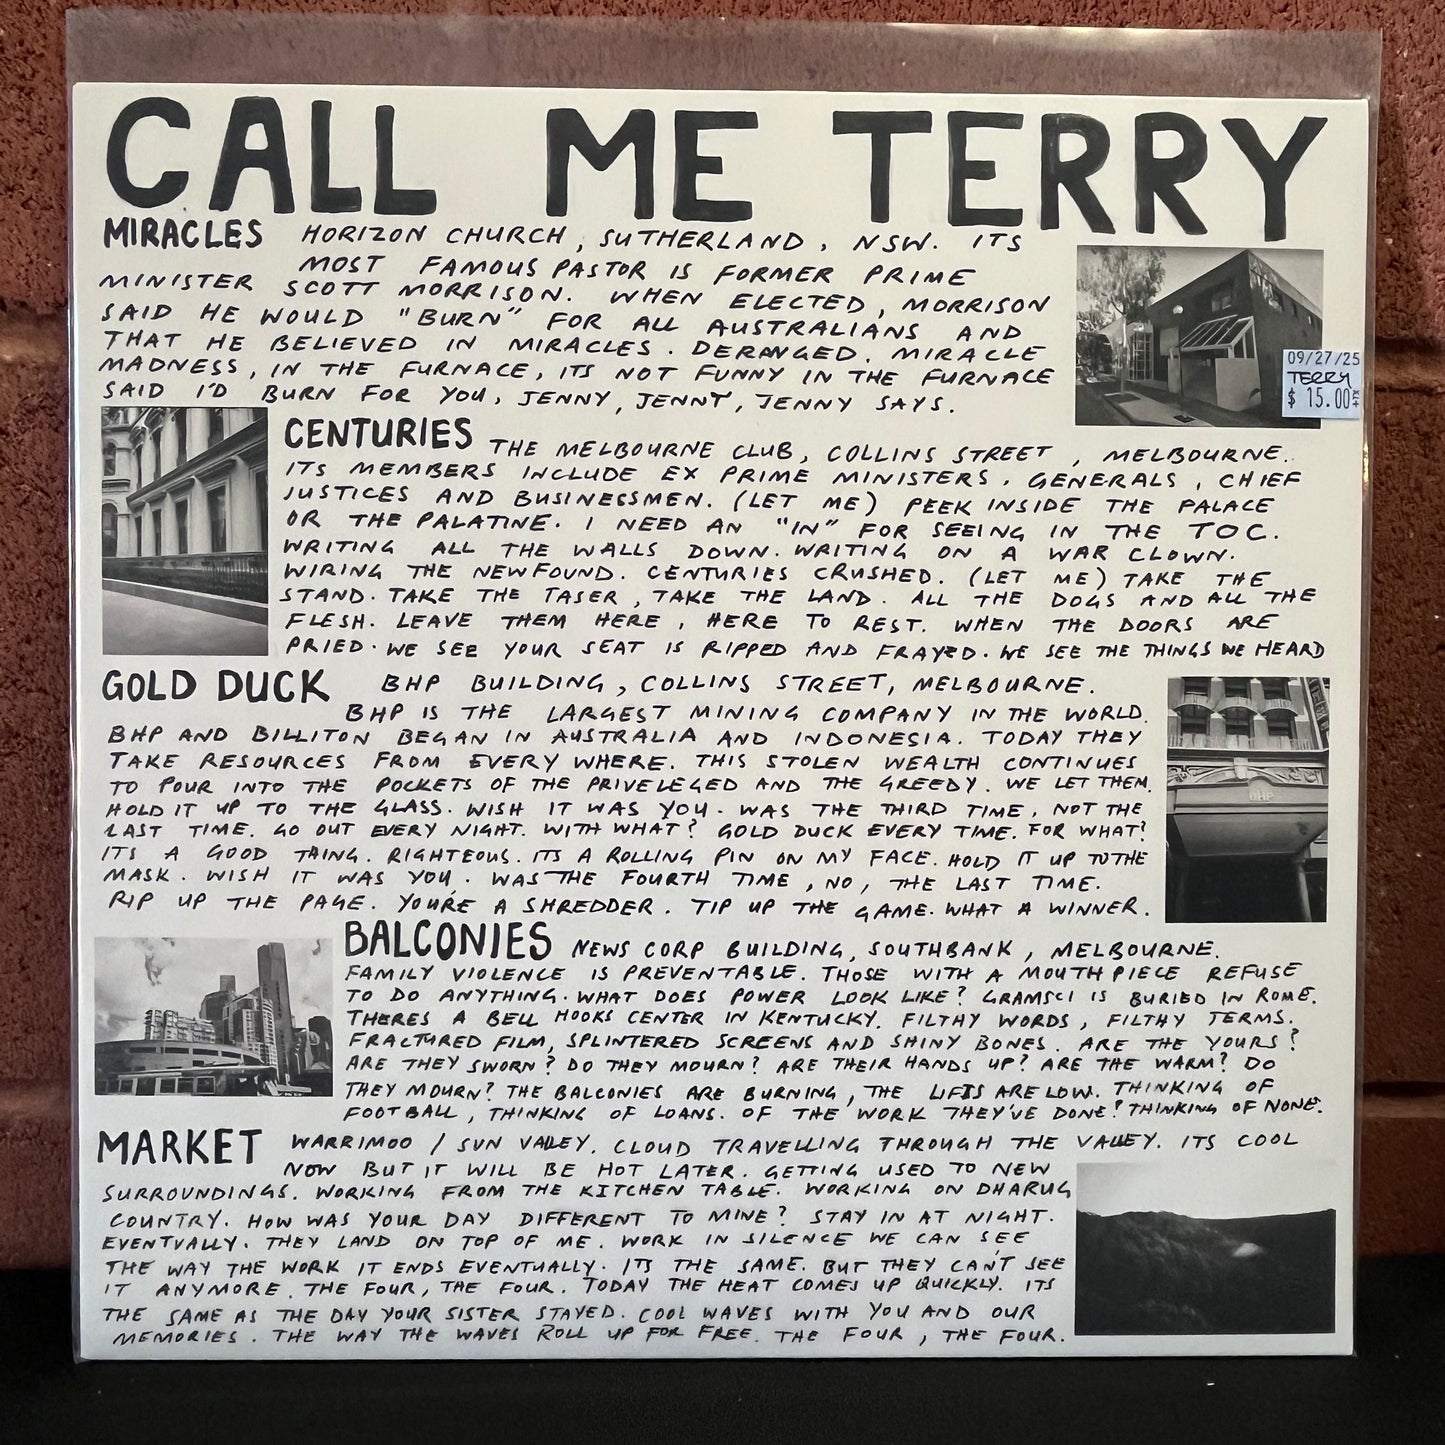 CALL ME TERRY
MIRACLES HORIZON CHURCH, SUTHERLAND, NSW. ITS
MOST FAMOUS PASTOR IS FORMER PRIME
MINISTER SCOTT MORRISON. WHEN ELECTED, MORRISON
SAID HE WOULD "BURN" FOR ALL AUSTRALIANS AND
THAT HE BELIEVED IN MIRACLES. DERANGED. MIRACLE
MADNESS, IN THE FURNACE, ITS NOT FUNNY IN THE FURNACE
SAID I'D BURN FOR YOU, JENNY, JENNY, JENNY SAYS.
09/27/25
TERRY
$ 15.00
CENTURIES THE MELBOURNE CLUB, COLLINS STREET, MELBOURNE.
ITS MEMBERS INCLUDE EX PRIME MINISTERS, GENERALS, CHIEF
JUSTICES AND BUSINESSMEN. (LET ME) PEEK INSIDE THE PALACE
OR THE PALATINE. I NEED AN "IN" FOR SEEING IN THE TOC.
WRITING ALL THE WALLS DOWN. WRITING ON A WAR CLOWN.
WIRING THE NEWFOUND. CENTURIES CRUSHED. (LET ME) TAKE THE
STAND. TAKE THE TASER, TAKE THE LAND. ALL THE DOGS AND ALL THE
FLESH. LEAVE THEM HERE, HERE TO REST. WHEN THE DOORS ARE
PRIED. WE SEE YOUR SEAT IS RIPPED AND FRAYED. WE SEE THE THINGS WE HEARD
GOLD DUCK BHP BUILDING, COLLINS STREET, MELBOURNE.
BHP IS THE LARGEST MINING COMPANY IN THE WORLD.
BHP AND BILLITON BEGAN IN AUSTRALIA AND INDONESIA. TODAY THEY
TAKE RESOURCES FROM EVERYWHERE. THIS STOLEN WEALTH CONTINUES
TO POUR INTO THE POCKETS OF THE PRIVELEGED AND THE GREEDY. WE LET THEM.
HOLD IT UP TO THE GLASS. WISH IT WAS YOU. WAS THE THIRD TIME, NOT THE
LAST TIME. GO OUT EVERY NIGHT. WITH WHAT? GOLD DUCK EVERY TIME. FOR WHAT?
ITS A GOOD THING. RIGHTEOUS. ITS A ROLLING PIN ON MY FACE. HOLD IT UP TO THE
MASK. WISH IT WAS YOU. WAS THE FOURTH TIME, NO, THE LAST TIME.
RIP UP THE PAGE. YOU'RE A SHREDDER. TIP UP THE GAME. WHAT A WINNER.
BHP
BALCONIES NEWS CORP BUILDING, SOUTHBANK, MELBOURNE.
FAMILY VIOLENCE IS PREVENTABLE. THOSE WITH A MOUTHPIECE REFUSE
TO DO ANYTHING. WHAT DOES POWER LOOK LIKE? GRAMSCI IS BURIED IN ROME.
THERES A BELL HOOKS CENTER IN KENTUCKY. FILTHY WORDS, FILTHY TERMS.
FRACTURED FILM, SPLINTERED SCREENS AND SHINY BONES. ARE THE YOURS?
ARE THEY SWORN? DO THEY MOURN? ARE THEIR HANDS UP? ARE THE WARM? DO
THEY MOURN? THE BALCONIES ARE BURNING, THE LIFTS ARE LOW. THINKING OF
FOOTBALL, THINKING OF LOANS. OF THE WORK THEY'VE DONE? THINKING OF NONE.
MARKET WARRIMOO / SUN VALLEY. CLOUD TRAVELLING THROUGH THE VALLEY. ITS COOL
NOW BUT IT WILL BE HOT LATER. GETTING USED TO NEW
SURROUNDINGS. WORKING FROM THE KITCHEN TABLE. WORKING ON DHARUG
COUNTRY. HOW WAS YOUR DAY DIFFERENT TO MINE? STAY IN AT NIGHT.
EVENTUALLY. THEY LAND ON TOP OF ME. WORK IN SILENCE WE CAN SEE
THE WAY THE WORK IT ENDS EVENTUALLY. ITS THE SAME. BUT THEY CAN'T SEE
IT ANYMORE. THE FOUR, THE FOUR. TODAY THE HEAT COMES UP QUICKLY. ITS
THE SAME AS THE DAY YOUR SISTER STAYED. COOL WAVES WITH YOU AND OUR
MEMORIES. THE WAY THE WAVES ROLL UP FOR FREE. THE FOUR, THE FOUR.